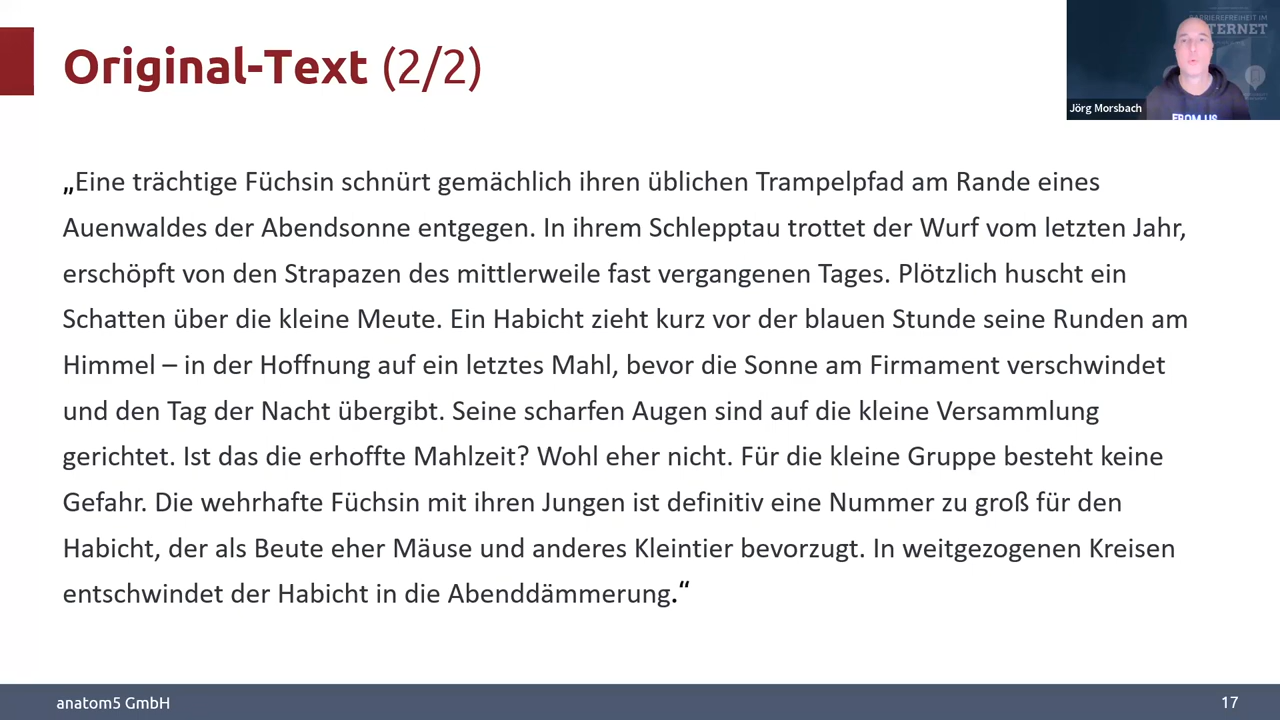 Original-Text (2/2)
BARRIEREFREIHEIT IM
TERNET
Jörg Morsbach
FROM US
„Eine trächtige Füchsin schnürt gemächlich ihren üblichen Trampelpfad am Rande eines
Auenwaldes der Abendsonne entgegen. In ihrem Schlepptau trottet der Wurf vom letzten Jahr,
erschöpft von den Strapazen des mittlerweile fast vergangenen Tages. Plötzlich huscht ein
Schatten über die kleine Meute. Ein Habicht zieht kurz vor der blauen Stunde seine Runden am
Himmel – in der Hoffnung auf ein letztes Mahl, bevor die Sonne am Firmament verschwindet
und den Tag der Nacht übergibt. Seine scharfen Augen sind auf die kleine Versammlung
gerichtet. Ist das die erhoffte Mahlzeit? Wohl eher nicht. Für die kleine Gruppe besteht keine
Gefahr. Die wehrhafte Füchsin mit ihren Jungen ist definitiv eine Nummer zu groß für den
Habicht, der als Beute eher Mäuse und anderes Kleintier bevorzugt. In weitgezogenen Kreisen
entschwindet der Habicht in die Abenddämmerung.“
anatom5 GmbH
17